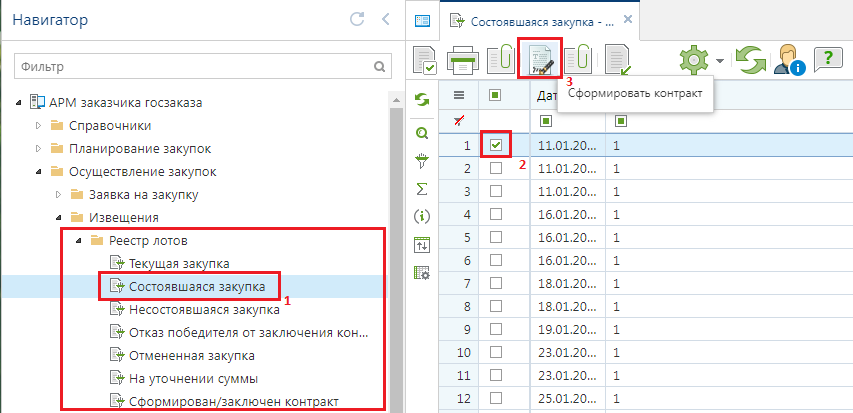 Навигатор
Фильтр
АРМ заказчика госзаказа
Справочники
Планирование закупок
Осуществление закупок
Заявка на закупку
Извещения
Реестр лотов
Текущая закупка
Состоявшаяся закупка
1
Несостоявшаяся закупка
Отказ победителя от заключения кон...
Отмененная закупка
На уточнении суммы
Сформирован/заключен контракт
Состоявшаяся закупка - ...
3
Сформировать контракт
Дат
1 11.01.20... 1
2
2 11.01.20... 1
3 11.01.20... 1
4 16.01.20... 1
5 16.01.20... 1
6 16.01.20... 1
7 18.01.20... 1
8 18.01.20... 1
9 19.01.20... 1
10 23.01.20... 1
11 23.01.20... 1
12 25.01.20... 1